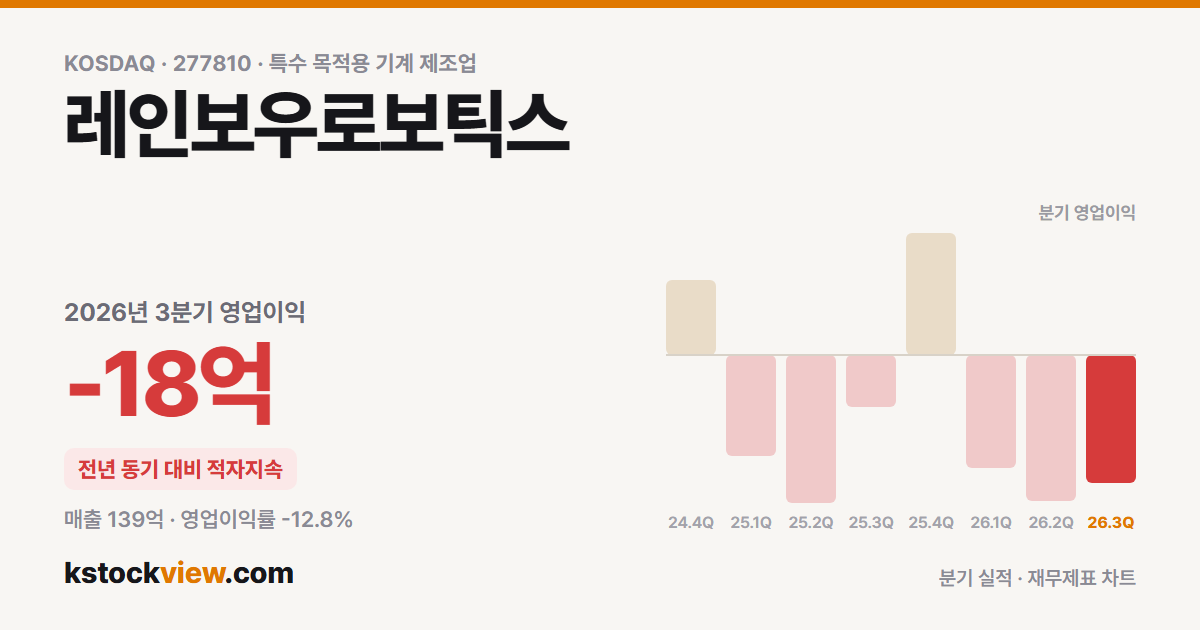 KOSDAQ · 277810 · 특수 목적용 기계 제조업
레인보우로보틱스
분기 영업이익
2026년 3분기 영업이익
-18억
전년 동기 대비 적자지속
매출 139억 · 영업이익률 -12.8%
24.4Q 25.1Q 25.2Q 25.3Q 25.4Q 26.1Q 26.2Q 26.3Q
kstockview.com
분기 실적 · 재무제표 차트